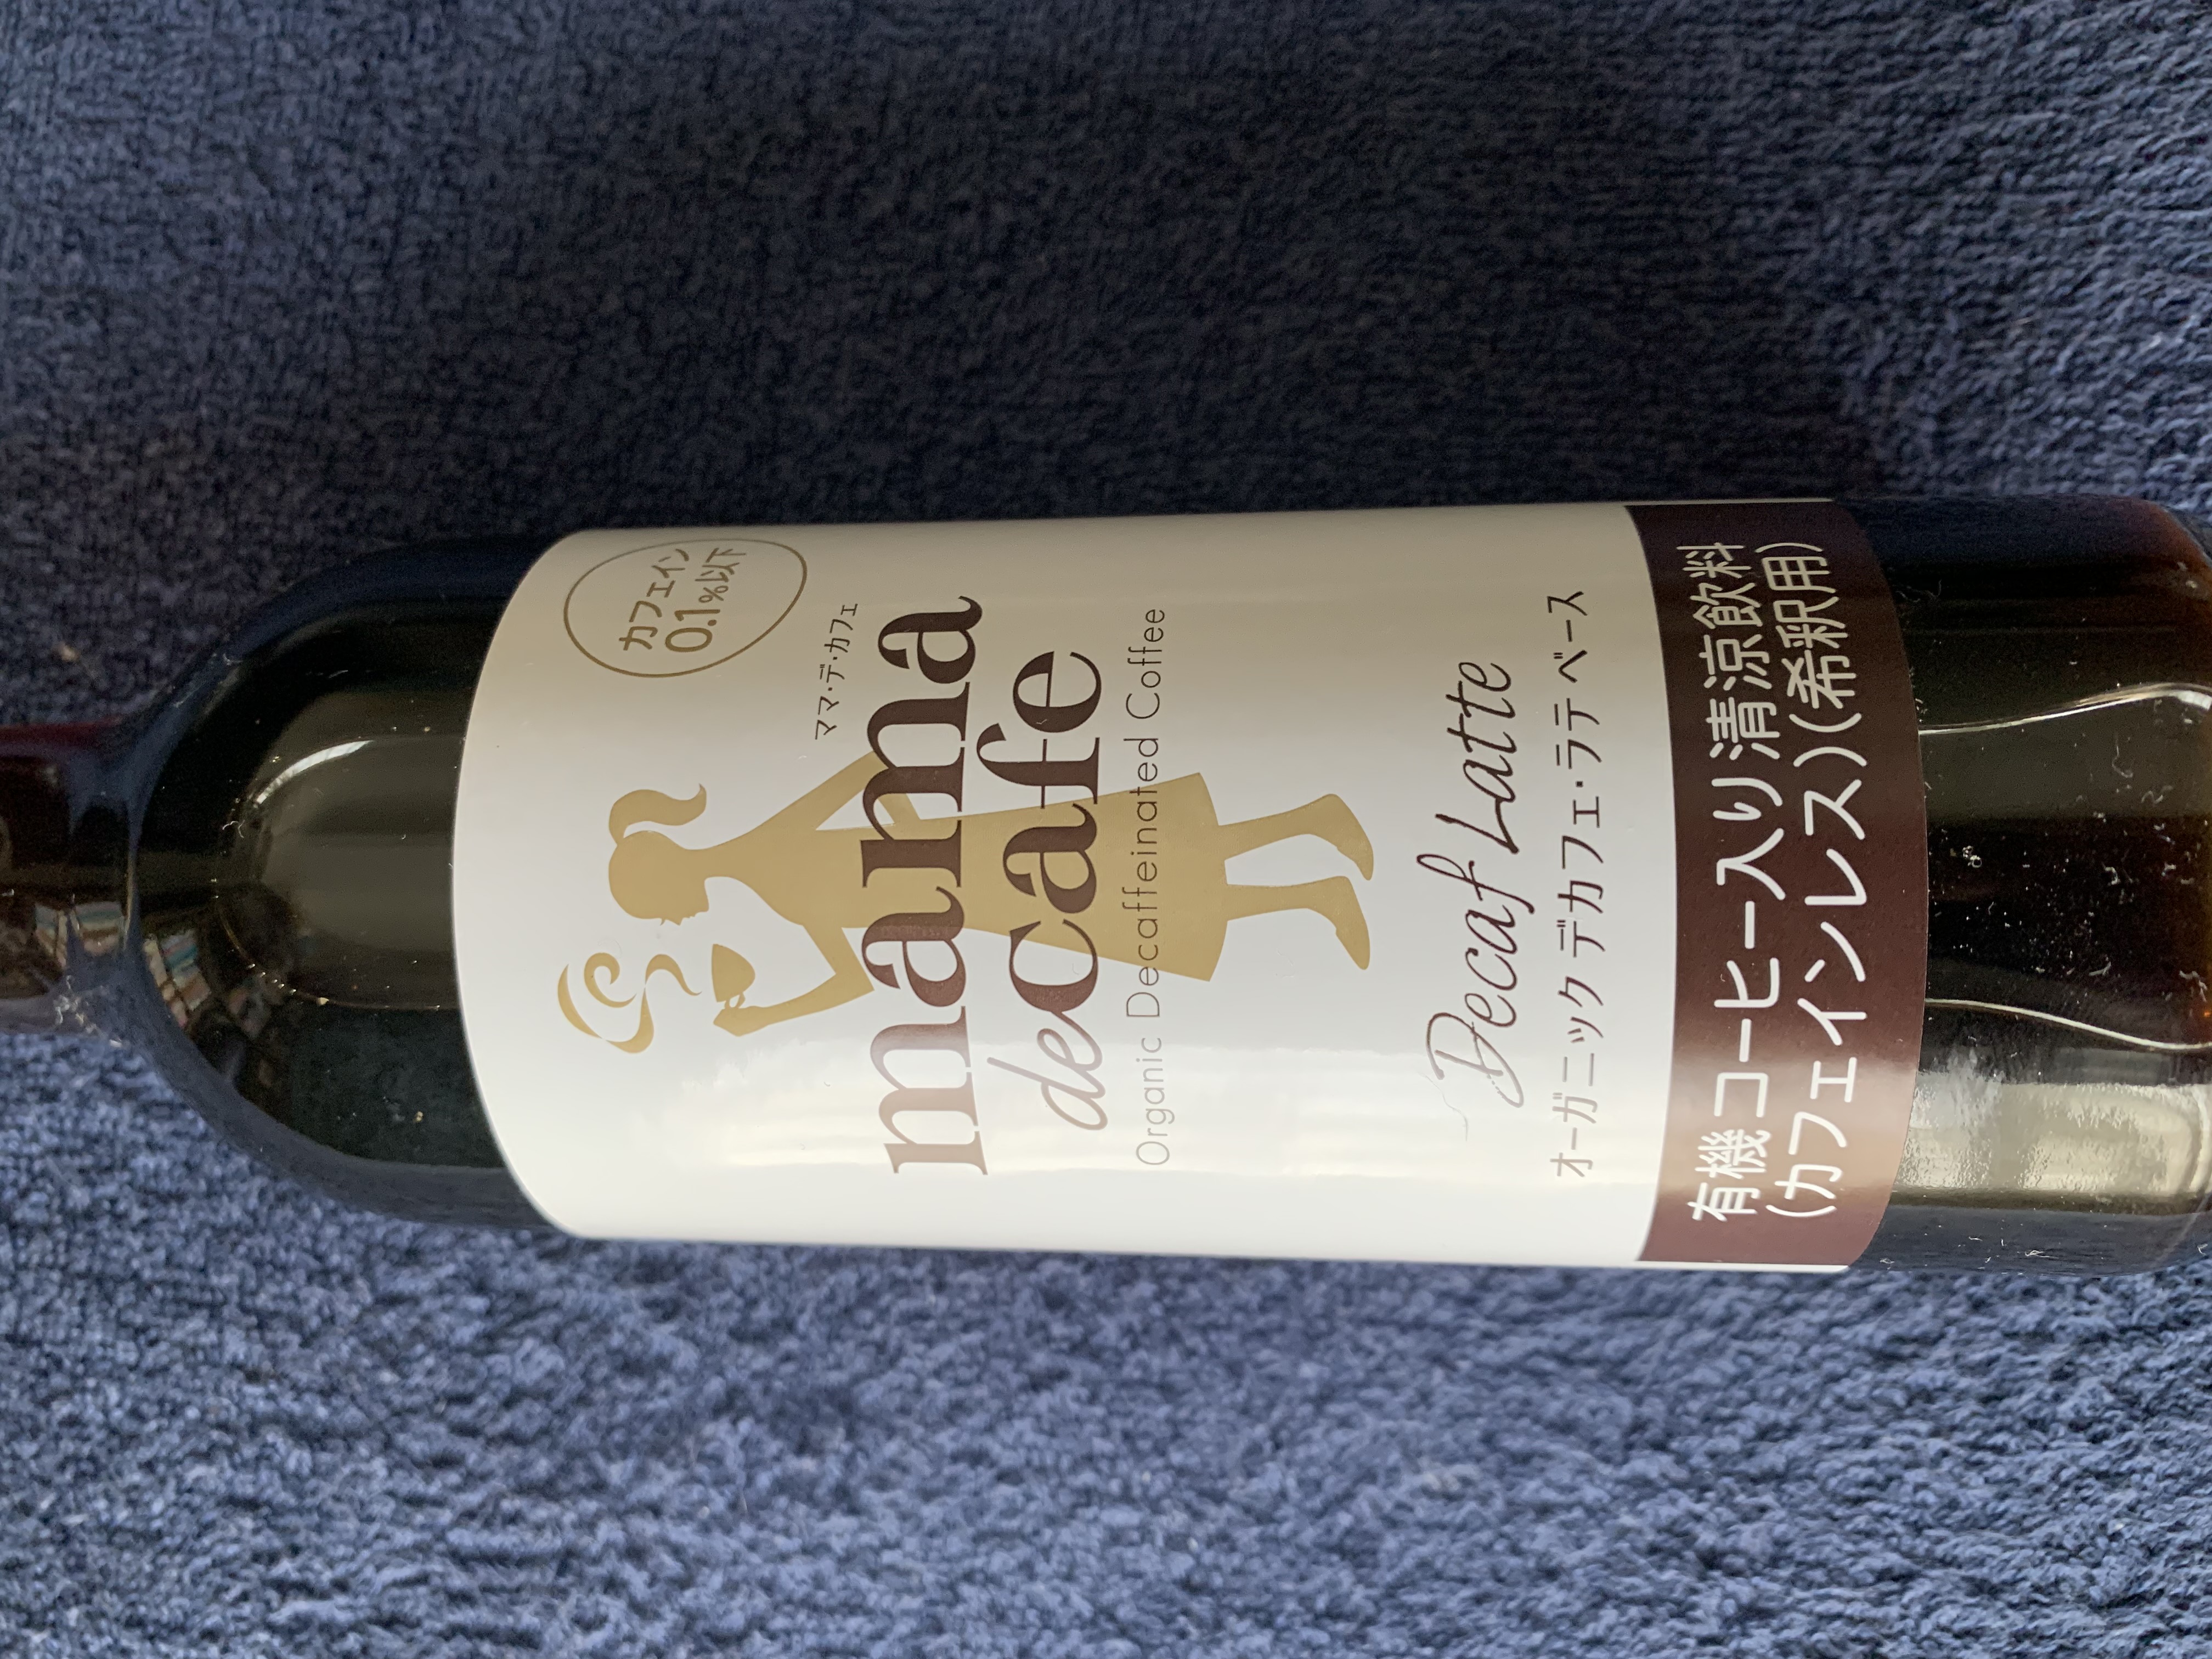 カフェイン
0.1%以下
ママ・デ・カフェ
mama
decafe
Organic Decaffeinated Coffee
Decaf Latte
オーガニック デカフェ・ラテ ベース
有機コーヒー入り清涼飲料
(カフェインレス)(希釈用)